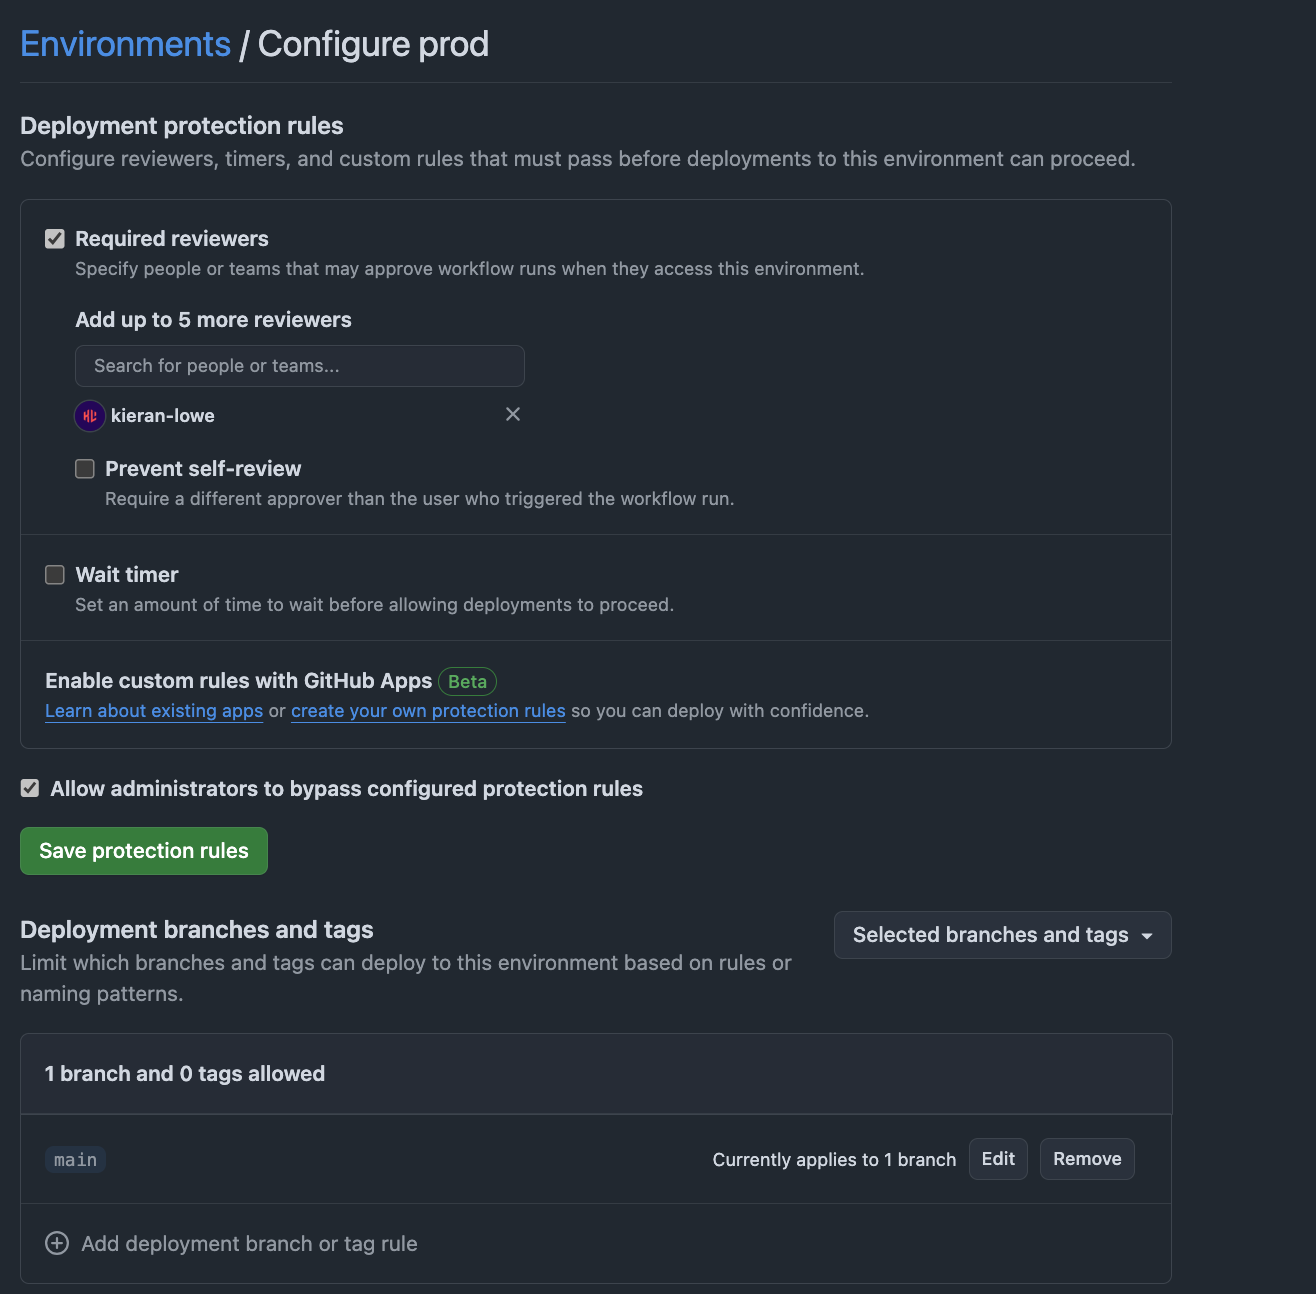 Environments / Configure prod
Deployment protection rules
Configure reviewers, timers, and custom rules that must pass before deployments to this environment can proceed.
Required reviewers
Specify people or teams that may approve workflow runs when they access this environment.
Add up to 5 more reviewers
Search for people or teams...
kieran-lowe
Prevent self-review
Require a different approver than the user who triggered the workflow run.
Wait timer
Set an amount of time to wait before allowing deployments to proceed.
Enable custom rules with GitHub Apps Beta
Learn about existing apps or create your own protection rules so you can deploy with confidence.
Allow administrators to bypass configured protection rules
Save protection rules
Deployment branches and tags
Selected branches and tags
Limit which branches and tags can deploy to this environment based on rules or
naming patterns.
1 branch and 0 tags allowed
main Currently applies to 1 branch Edit Remove
Add deployment branch or tag rule